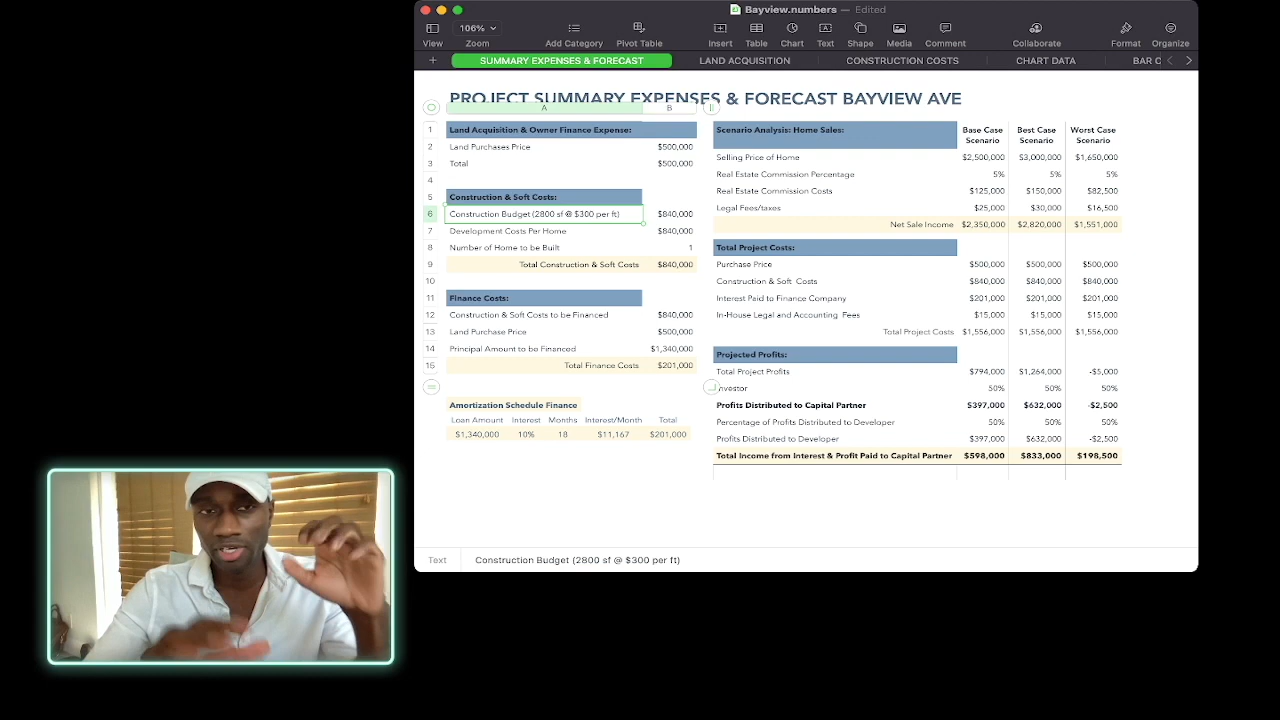 Bayview.numbers — Edited
106%
View Zoom Add Category Pivot Table Insert Table Chart Text Shape Media Comment Collaborate Format Organize
+ SUMMARY EXPENSES & FORECAST LAND ACQUISITION CONSTRUCTION COSTS CHART DATA BAR C
PROJECT SUMMARY EXPENSES & FORECAST BAYVIEW AVE
A B
1 Land Acquisition & Owner Finance Expense:
2 Land Purchases Price $500,000
3 Total $500,000
4
5 Construction & Soft Costs:
6 Construction Budget (2800 sf @ $300 per ft) $840,000
7 Development Costs Per Home $840,000
8 Number of Home to be Built 1
9 Total Construction & Soft Costs $840,000
10
11 Finance Costs:
12 Construction & Soft Costs to be Financed $840,000
13 Land Purchase Price $500,000
14 Principal Amount to be Financed $1,340,000
15 Total Finance Costs $201,000
Amortization Schedule Finance
Loan Amount Interest Months Interest/Month Total
$1,340,000 10% 18 $11,167 $201,000
Scenario Analysis: Home Sales: Base Case Scenario Best Case Scenario Worst Case Scenario
Selling Price of Home $2,500,000 $3,000,000 $1,650,000
Real Estate Commission Percentage 5% 5% 5%
Real Estate Commission Costs $125,000 $150,000 $82,500
Legal Fees/taxes $25,000 $30,000 $16,500
Net Sale Income $2,350,000 $2,820,000 $1,551,000
Total Project Costs:
Purchase Price $500,000 $500,000 $500,000
Construction & Soft Costs $840,000 $840,000 $840,000
Interest Paid to Finance Company $201,000 $201,000 $201,000
In-House Legal and Accounting Fees $15,000 $15,000 $15,000
Total Project Costs $1,556,000 $1,556,000 $1,556,000
Projected Profits:
Total Project Profits $794,000 $1,264,000 -$5,000
nvestor 50% 50% 50%
Profits Distributed to Capital Partner $397,000 $632,000 -$2,500
Percentage of Profits Distributed to Developer 50% 50% 50%
Profits Distributed to Developer $397,000 $632,000 -$2,500
Total Income from Interest & Profit Paid to Capital Partner $598,000 $833,000 $198,500
Text Construction Budget (2800 sf @ $300 per ft)